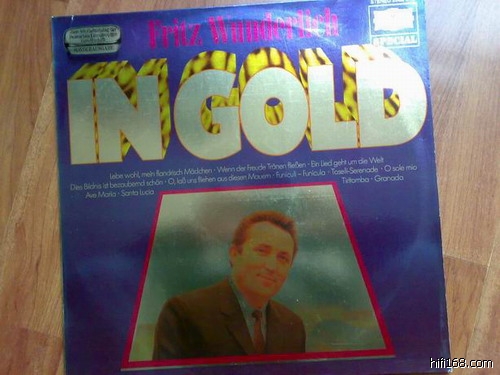 Fritz Wunderlich
SPECIAL
IN GOLD
Lebe wohl, mein flandrisch Mädchen · Wenn der Freude Tränen fließen · Ein Lied geht um die Welt
Dies Bildnis ist bezaubernd schön · O, laß uns fliehen aus diesen Mauern · Funiculi – Funicula · Toselli-Serenade · O sole mio
Ave Maria · Santa Lucia
Tiritomba · Granada
hifi168.com